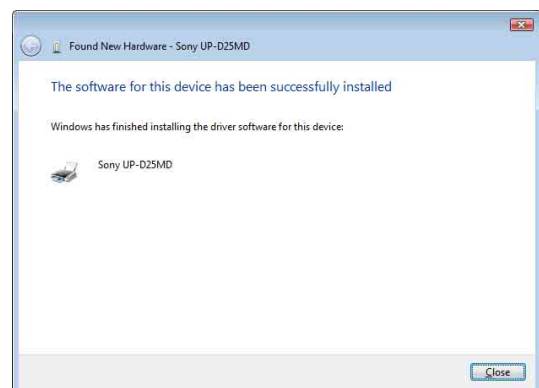 Found New Hardware - Sony UP-D25MD
The software for this device has been successfully installed
Windows has finished installing the driver software for this device:
Sony UP-D25MD
Close